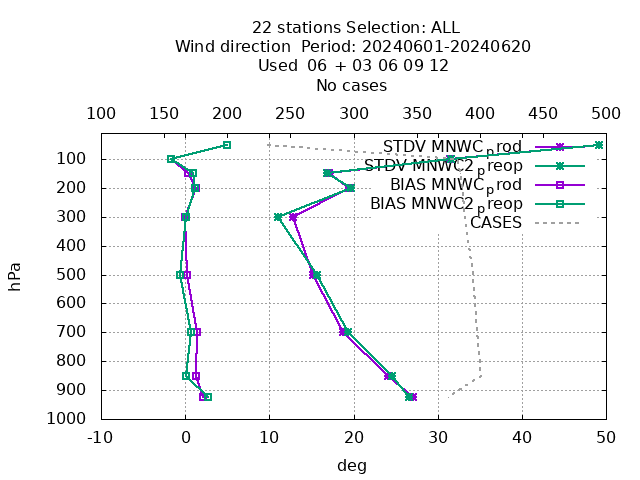 22 stations Selection: ALL
Wind direction  Period: 20240601-20240620
Used  06 + 03 06 09 12
No cases
100 150 200 250 300 350 400 450 500
STDV MNWC_prod
STDV MNWC2_preop
BIAS MNWC_prod
BIAS MNWC2_preop
CASES
hPa
100
200
300
400
500
600
700
800
900
1000
-10 0 10 20 30 40 50
deg